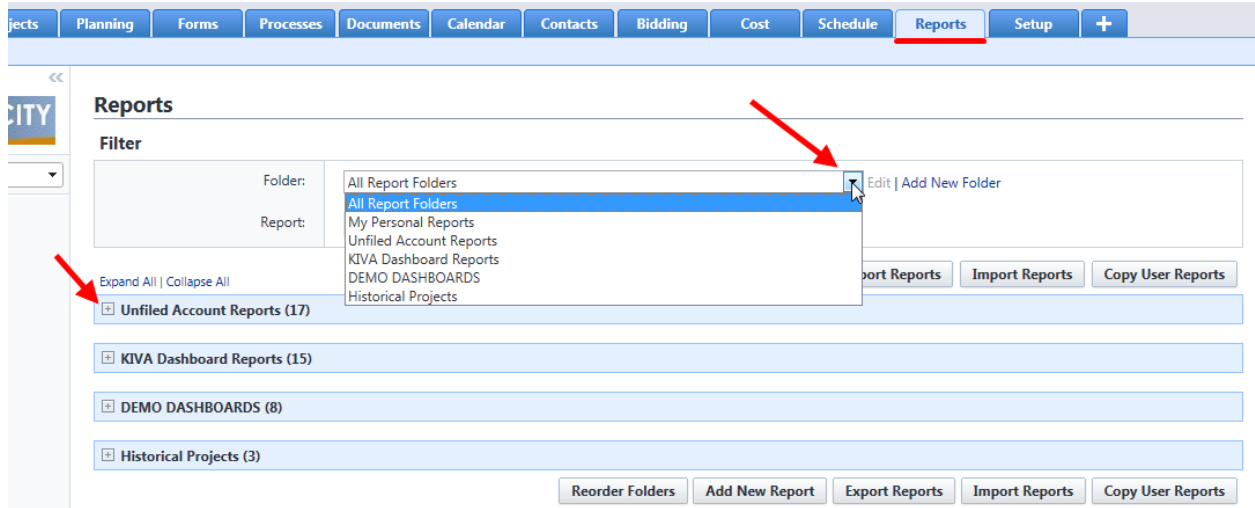 jects Planning Forms Processes Documents Calendar Contacts Bidding Cost Schedule Reports Setup +
CITY
Reports
Filter
Folder: All Report Folders Edit | Add New Folder
All Report Folders
My Personal Reports
Report:
Unfiled Account Reports
KIVA Dashboard Reports
DEMO DASHBOARDS
Historical Projects
Expand All | Collapse All
port Reports Import Reports Copy User Reports
Unfiled Account Reports (17)
KIVA Dashboard Reports (15)
DEMO DASHBOARDS (8)
Historical Projects (3)
Reorder Folders Add New Report Export Reports Import Reports Copy User Reports